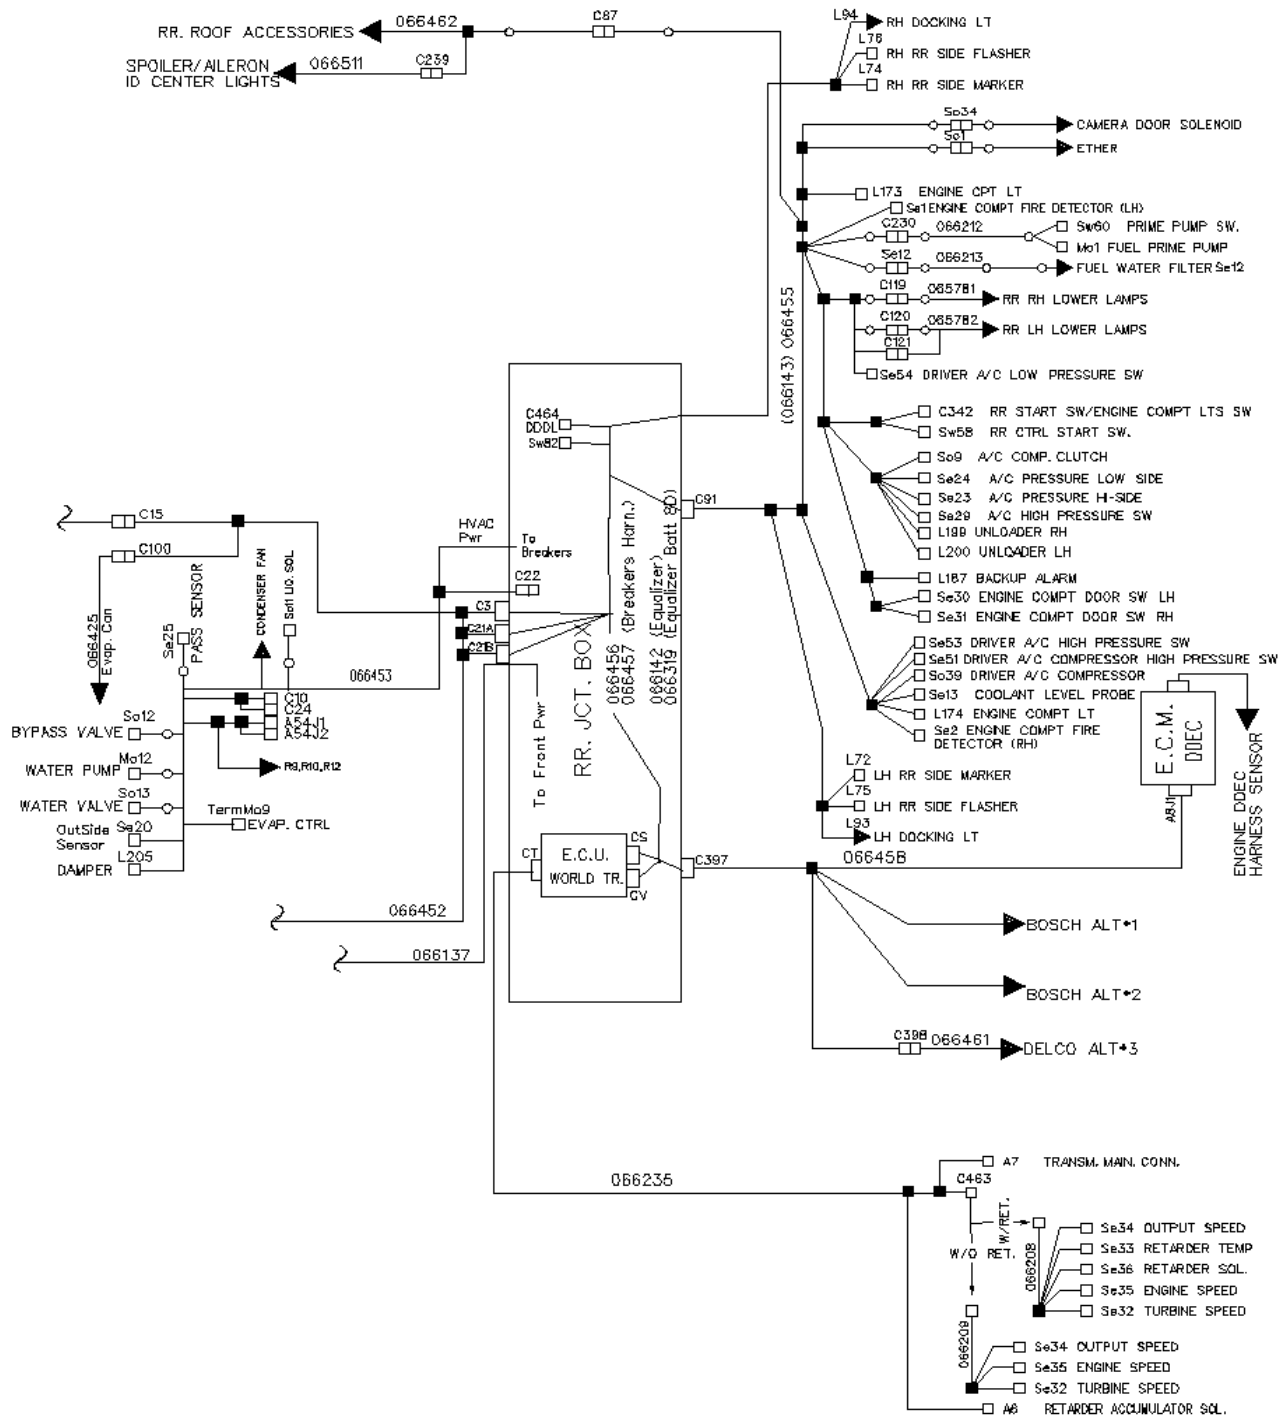 RR. ROOF ACCESSORIES
066462
C87
SPOILER/AILERON
ID CENTER LIGHTS
066511
C239
L94
RH DOCKING LT
L76
RH RR SIDE FLASHER
L74
RH RR SIDE MARKER
So34
CAMERA DOOR SOLENOID
So1
ETHER
L173 ENGINE CPT LT
Se1 ENGINE COMPT FIRE DETECTOR (LH)
C230
066212
Sw60 PRIME PUMP SW.
Mo1 FUEL PRIME PUMP
Se12
066213
FUEL WATER FILTER Se12
C119
065781
RR RH LOWER LAMPS
C120
065782
RR LH LOWER LAMPS
C121
Se54 DRIVER A/C LOW PRESSURE SW
(066143) 066455
C342 RR START SW/ENGINE COMPT LTS SW
Sw58 RR CTRL START SW.
So9 A/C COMP. CLUTCH
Se24 A/C PRESSURE LOW SIDE
Se23 A/C PRESSURE H-SIDE
Se29 A/C HIGH PRESSURE SW
L199 UNLOADER RH
L200 UNLOADER LH
L187 BACKUP ALARM
Se30 ENGINE COMPT DOOR SW LH
Se31 ENGINE COMPT DOOR SW RH
Se53 DRIVER A/C HIGH PRESSURE SW
Se51 DRIVER A/C COMPRESSOR HIGH PRESSURE SW
So39 DRIVER A/C COMPRESSOR
Se13 COOLANT LEVEL PROBE
L174 ENGINE COMPT LT
Se2 ENGINE COMPT FIRE
DETECTOR (RH)
L72
LH RR SIDE MARKER
L75
LH RR SIDE FLASHER
L93
LH DOCKING LT
E.C.M.
DDEC
A8J1
ENGINE DDEC
HARNESS SENSOR
C464
DDDL
Sw82
C91
HVAC
Pwr
To
Breakers
C22
C3
C21A
C21B
RR. JCT. BOX
066456
066457 (Breakers Harn.)
066142 (Equalizer)
066319 (Equalizer Batt 8D)
To Front Pwr
CT
E.C.U.
WORLD TR.
CS
CV
C397
066458
C15
C100
066425
Evap. Can
Se25
PASS SENSOR
CONDENSER FAN
So11 LIQ. SOL
066453
C10
C24
A54J1
A54J2
R9,R10,R12
So12
BYPASS VALVE
Mo12
WATER PUMP
So13
WATER VALVE
Se20
OutSide
Sensor
L205
DAMPER
TermMo9
EVAP. CTRL
066452
066137
BOSCH ALT*1
BOSCH ALT*2
C398
066461
DELCO ALT*3
066235
A7 TRANSM. MAIN. CONN.
C463
W/RET.
W/O RET.
066208
Se34 OUTPUT SPEED
Se33 RETARDER TEMP
Se36 RETARDER SOL.
Se35 ENGINE SPEED
Se32 TURBINE SPEED
066209
Se34 OUTPUT SPEED
Se35 ENGINE SPEED
Se32 TURBINE SPEED
A6 RETARDER ACCUMULATOR SOL.